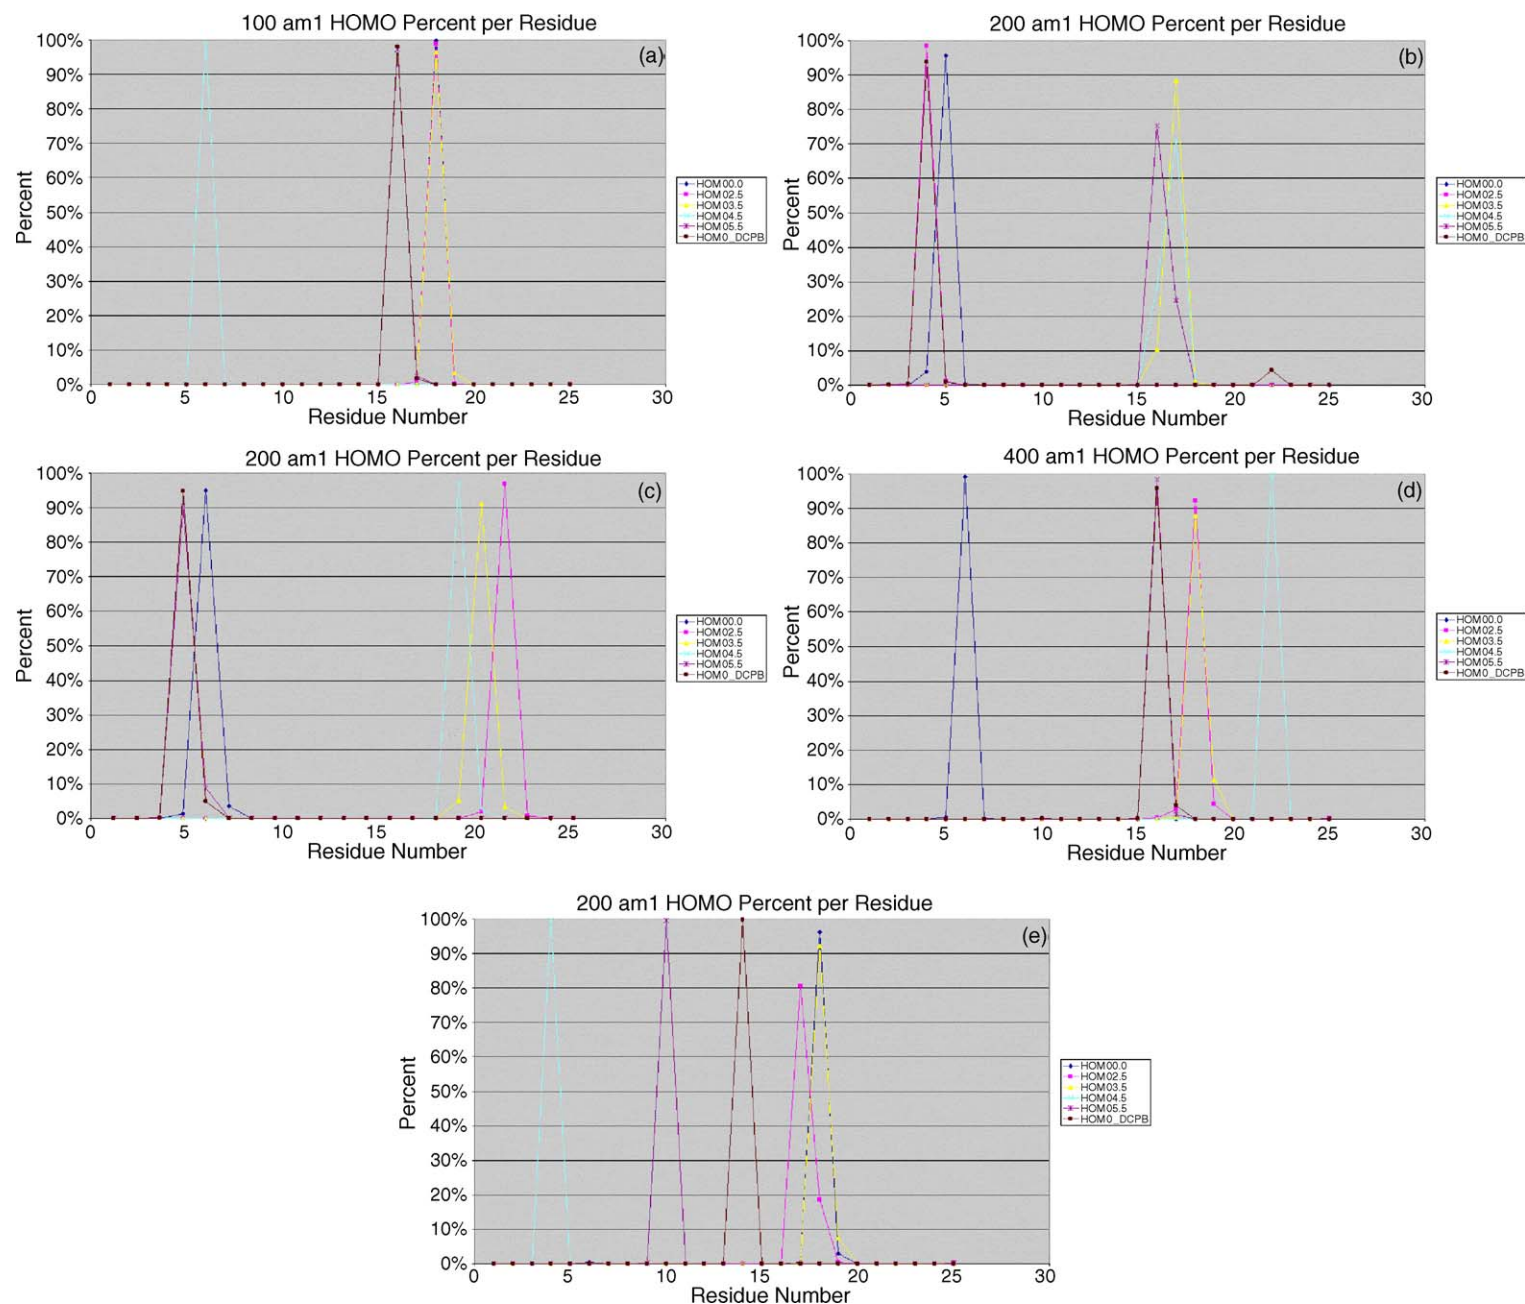 100 am1 HOMO Percent per Residue
(a)
100%
90%
80%
70%
60%
50%
40%
30%
20%
10%
0%
Percent
0 5 10 15 20 25 30
Residue Number
HOMO0.0
HOMO2.5
HOMO3.5
HOMO4.5
HOMO5.5
HOMO_DCPB
200 am1 HOMO Percent per Residue
(b)
100%
90%
80%
70%
60%
50%
40%
30%
20%
10%
0%
Percent
0 5 10 15 20 25 30
Residue Number
HOMO0.0
HOMO2.5
HOMO3.5
HOMO4.5
HOMO5.5
HOMO_DCPB
200 am1 HOMO Percent per Residue
(c)
100%
90%
80%
70%
60%
50%
40%
30%
20%
10%
0%
Percent
0 5 10 15 20 25 30
Residue Number
HOMO0.0
HOMO2.5
HOMO3.5
HOMO4.5
HOMO5.5
HOMO_DCPB
400 am1 HOMO Percent per Residue
(d)
100%
90%
80%
70%
60%
50%
40%
30%
20%
10%
0%
Percent
0 5 10 15 20 25 30
Residue Number
HOMO0.0
HOMO2.5
HOMO3.5
HOMO4.5
HOMO5.5
HOMO_DCPB
200 am1 HOMO Percent per Residue
(e)
100%
90%
80%
70%
60%
50%
40%
30%
20%
10%
0%
Percent
0 5 10 15 20 25 30
Residue Number
HOMO0.0
HOMO2.5
HOMO3.5
HOMO4.5
HOMO5.5
HOMO_DCPB